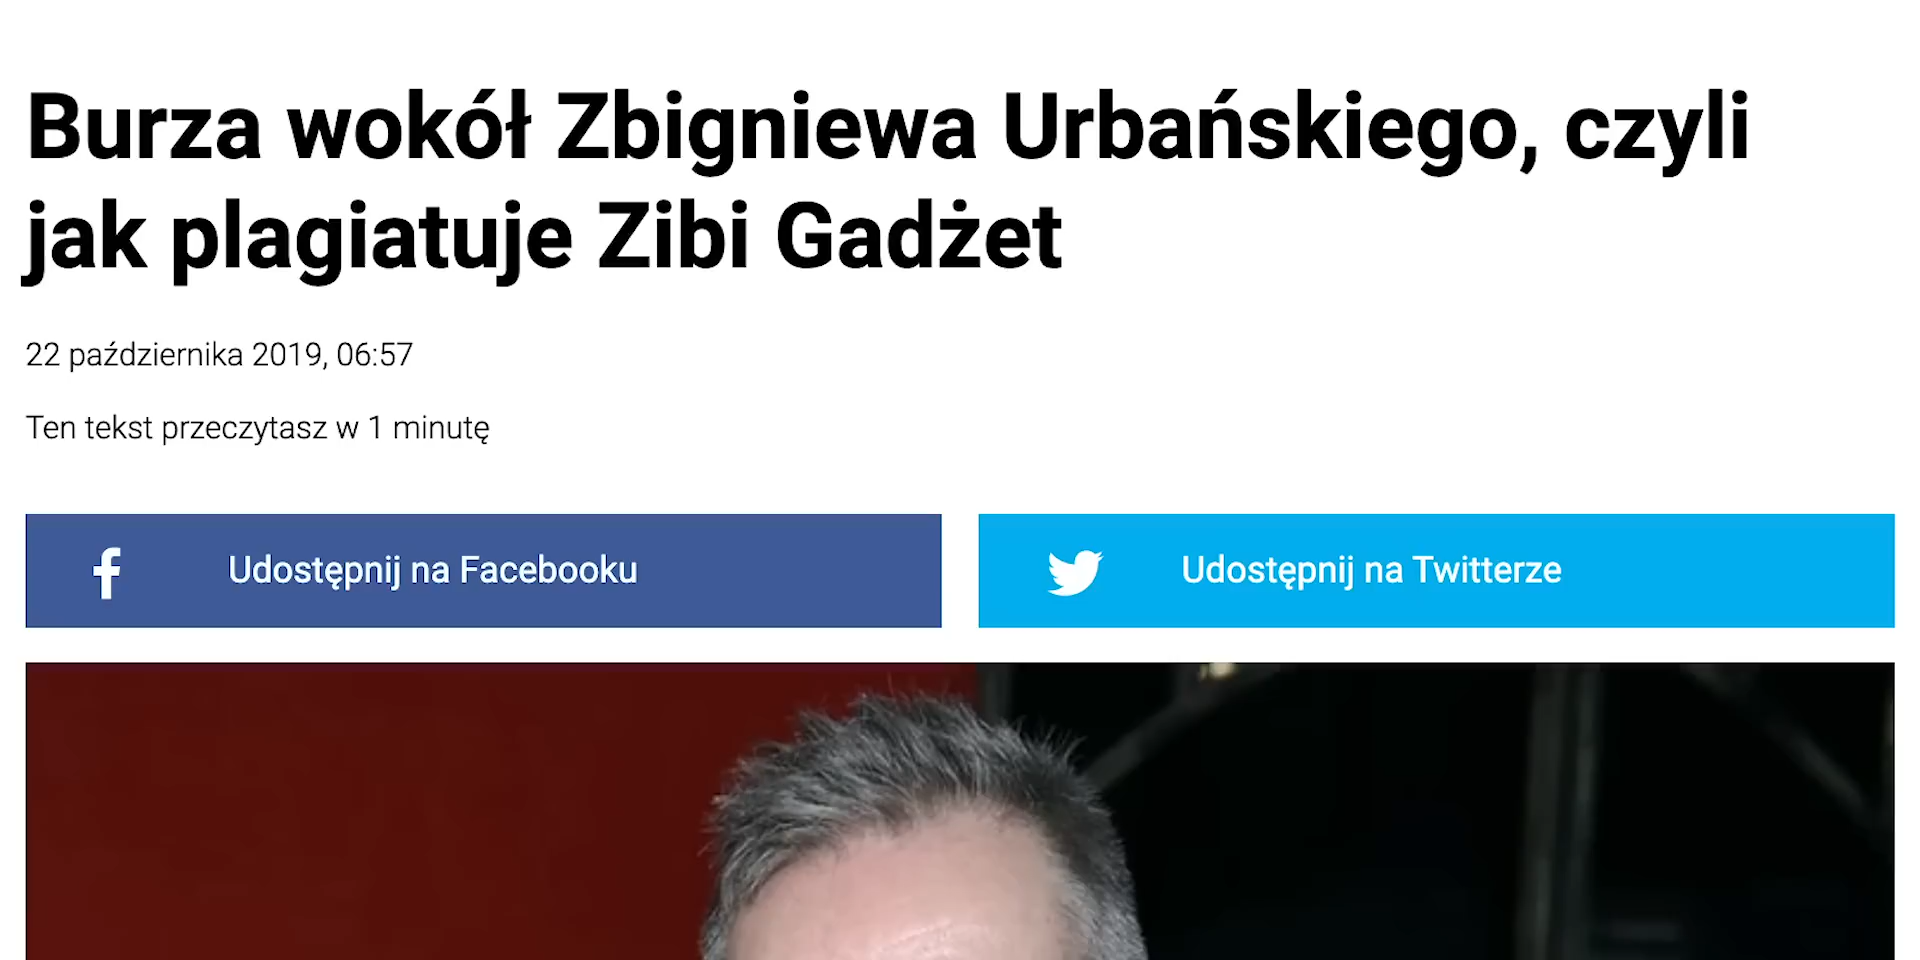 Burza wokół Zbigniewa Urbańskiego, czyli
jak plagiatuje Zibi Gadżet
22 października 2019, 06:57
Ten tekst przeczytasz w 1 minutę
Udostępnij na Facebooku
Udostępnij na Twitterze